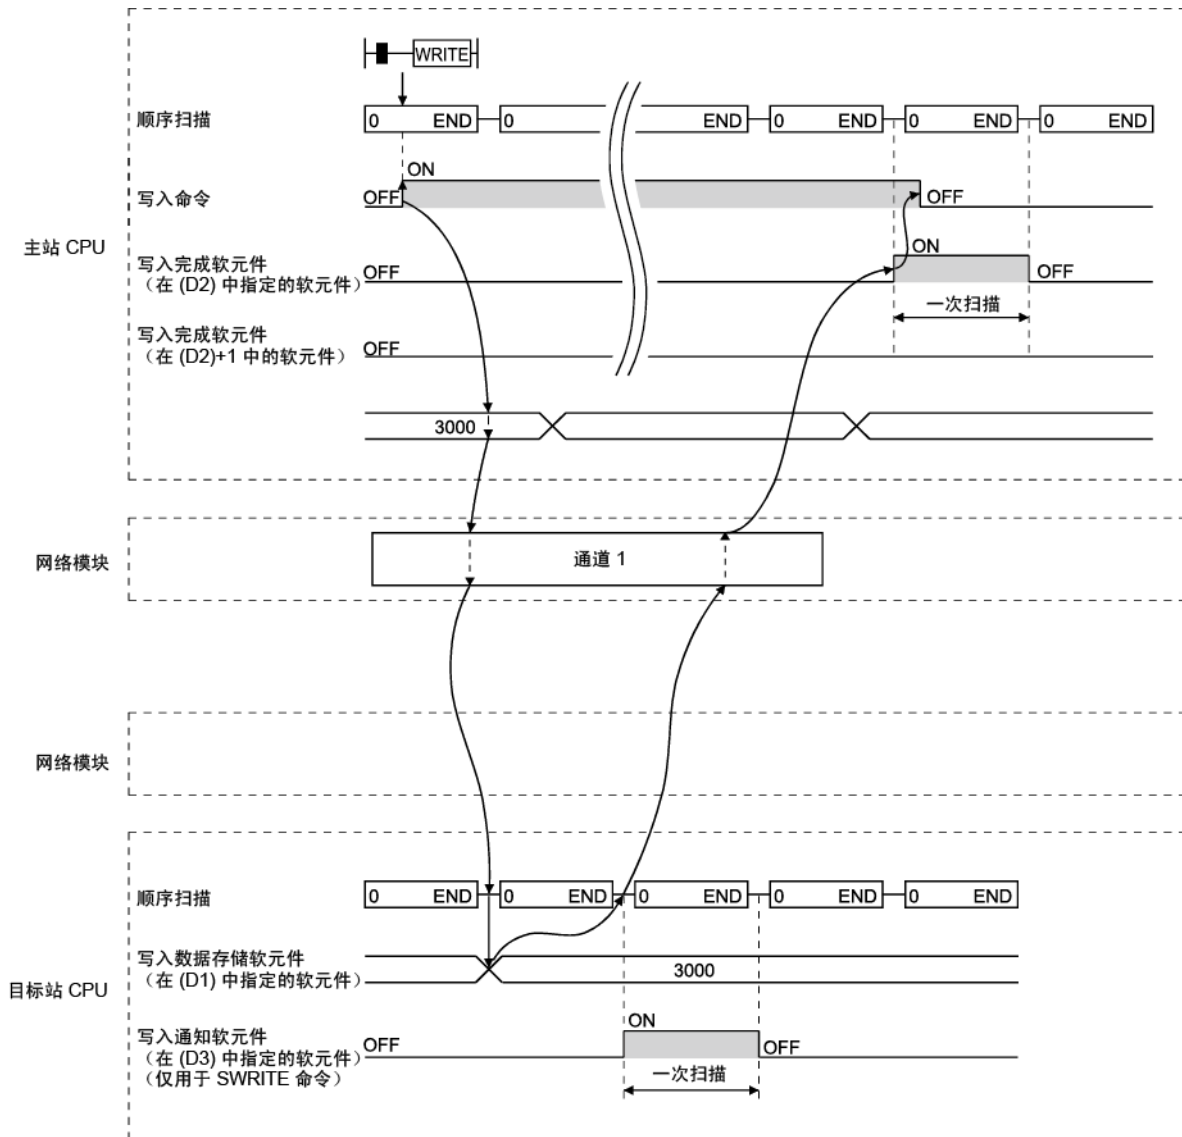 WRITE
顺序扫描
0 END 0 END 0 END 0 END 0
ON
写入命令
OFF
OFF
主站 CPU
ON
写入完成软元件
(在 (D2) 中指定的软元件)
OFF
OFF
一次扫描
写入完成软元件
(在 (D2)+1 中的软元件)
OFF
3000
网络模块
通道 1
网络模块
顺序扫描
0 END 0 END 0 END 0 END 0 END
写入数据存储软元件
(在 (D1) 中指定的软元件)
3000
目标站 CPU
ON
写入通知软元件
(在 (D3) 中指定的软元件)
(仅用于 SWRITE 命令)
OFF
OFF
一次扫描